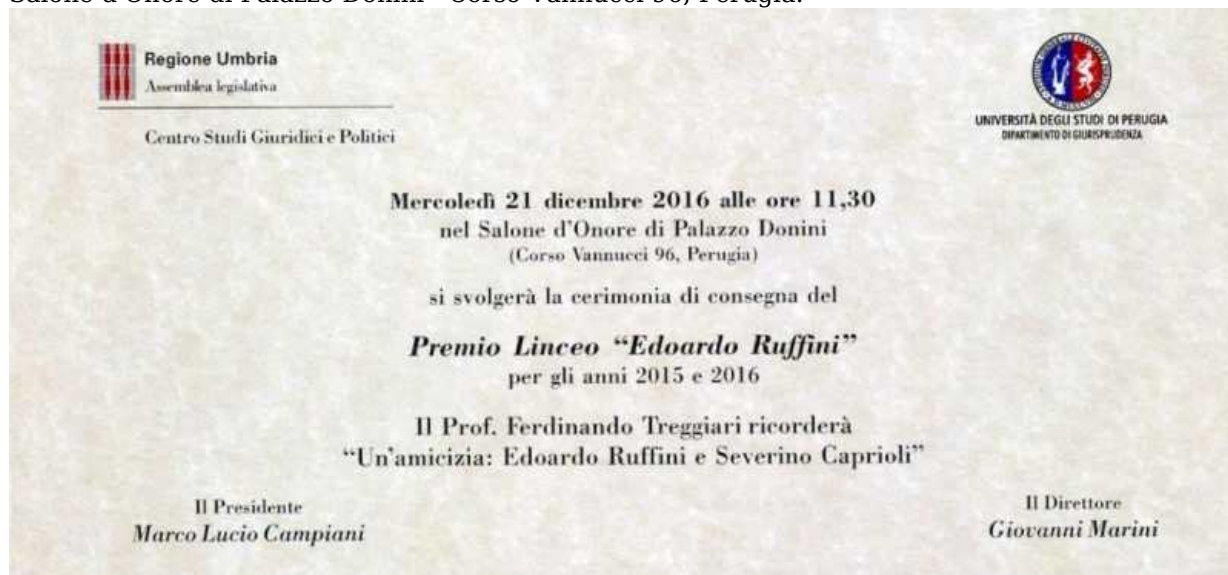 Salone d'Onore di Palazzo Donini - Corso Vannucci 96, Perugia.
Regione Umbria
Assemblea legislativa
Centro Studi Giuridici e Politici
UNIVERSITÀ DEGLI STUDI DI PERUGIA
DIPARTIMENTO DI GIURISPRUDENZA
Mercoledì 21 dicembre 2016 alle ore 11,30
nel Salone d'Onore di Palazzo Donini
(Corso Vannucci 96, Perugia)
si svolgerà la cerimonia di consegna del
Premio Linceo “Edoardo Ruffini”
per gli anni 2015 e 2016
Il Prof. Ferdinando Treggiari ricorderà
“Un'amicizia: Edoardo Ruffini e Severino Caprioli”
Il Presidente
Marco Lucio Campiani
Il Direttore
Giovanni Marini